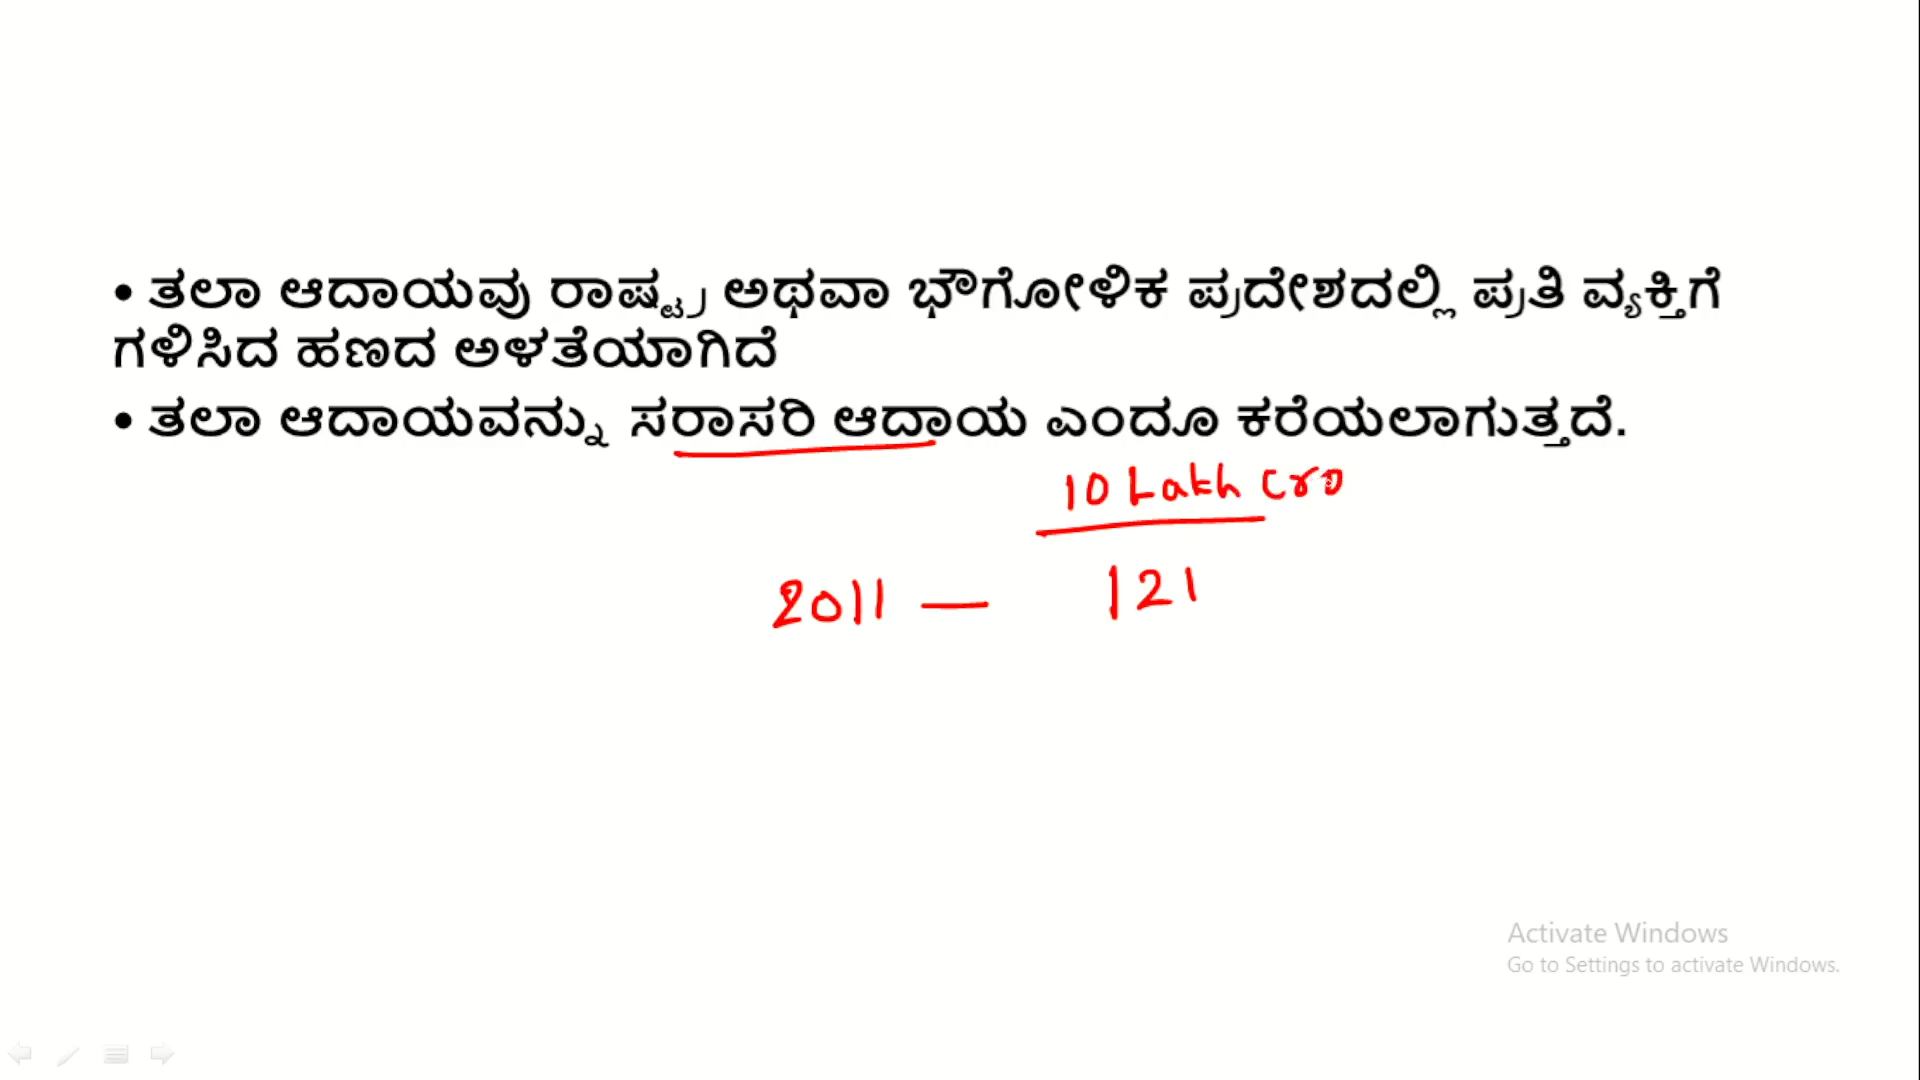 • ತಲಾ ಆದಾಯವು ರಾಷ್ಟ್ರ ಅಥವಾ ಭೌಗೋಳಿಕ ಪ್ರದೇಶದಲ್ಲಿ ಪ್ರತಿ ವ್ಯಕ್ತಿಗೆ
ಗಳಿಸಿದ ಹಣದ ಅಳತೆಯಾಗಿದೆ
• ತಲಾ ಆದಾಯವನ್ನು ಸರಾಸರಿ ಆದಾಯ ಎಂದೂ ಕರೆಯಲಾಗುತ್ತದೆ.
10 Lakh Cro
2011 — 121
Activate Windows
Go to Settings to activate Windows.